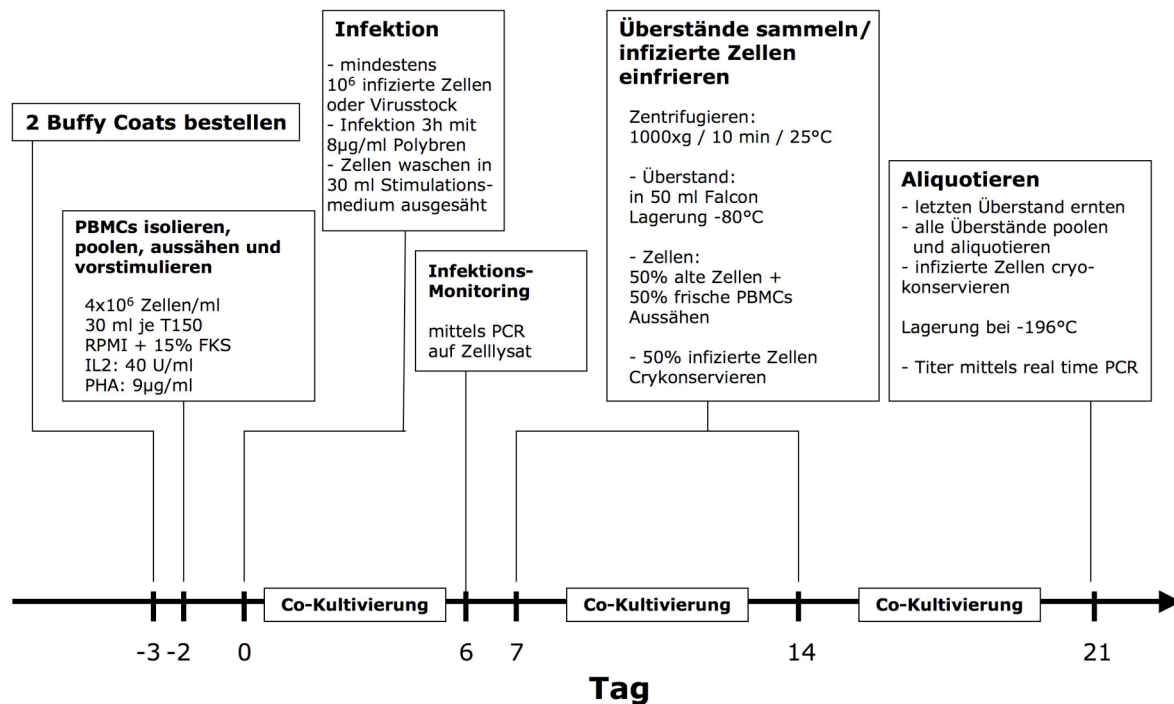 2 Buffy Coats bestellen
PBMCs isolieren,
poolen, aussähen und
vorstimulieren
4x10⁶ Zellen/ml
30 ml je T150
RPMI + 15% FKS
IL2: 40 U/ml
PHA: 9µg/ml
Infektion
- mindestens
10⁶ infizierte Zellen
oder Virusstock
- Infektion 3h mit
8µg/ml Polybren
- Zellen waschen in
30 ml Stimulations-
medium ausgesäht
Infektions-
Monitoring
mittels PCR
auf Zelllysat
Überstände sammeln/
infizierte Zellen
einfrieren
Zentrifugieren:
1000xg / 10 min / 25°C
- Überstand:
in 50 ml Falcon
Lagerung -80°C
- Zellen:
50% alte Zellen +
50% frische PBMCs
Aussähen
- 50% infizierte Zellen
Crykonservieren
Aliquotieren
- letzten Überstand ernten
- alle Überstände poolen
und aliquotieren
- infizierte Zellen cryo-
konservieren
Lagerung bei -196°C
- Titer mittels real time PCR
Co-Kultivierung
Co-Kultivierung
Co-Kultivierung
-3 -2 0 6 7 14 21
Tag